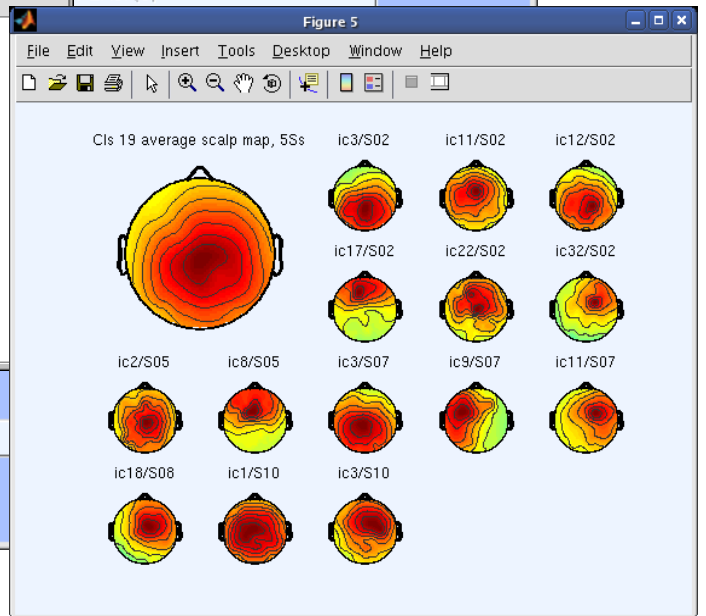 Figure 5
File Edit View Insert Tools Desktop Window Help
Cls 19 average scalp map, 5Ss ic3/S02 ic11/S02 ic12/S02
ic17/S02 ic22/S02 ic32/S02
ic2/S05 ic8/S05 ic3/S07 ic9/S07 ic11/S07
ic18/S08 ic1/S10 ic3/S10